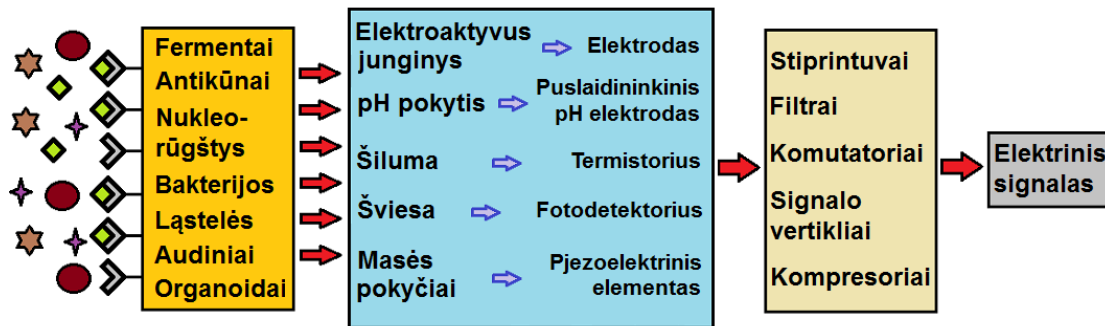 Fermentai
Antikūnai
Nukleo-
rūgštys
Bakterijos
Ląstelės
Audiniai
Organoidai
Elektroaktyvus
junginys
Elektrodas
pH pokytis
Puslaidininkinis
pH elektrodas
Šiluma
Termistorius
Šviesa
Fotodetektorius
Masės
pokyčiai
Pjezoelektrinis
elementas
Stiprintuvai
Filtrai
Komutatoriai
Signalo
vertikliai
Kompresoriai
Elektrinis
signalas